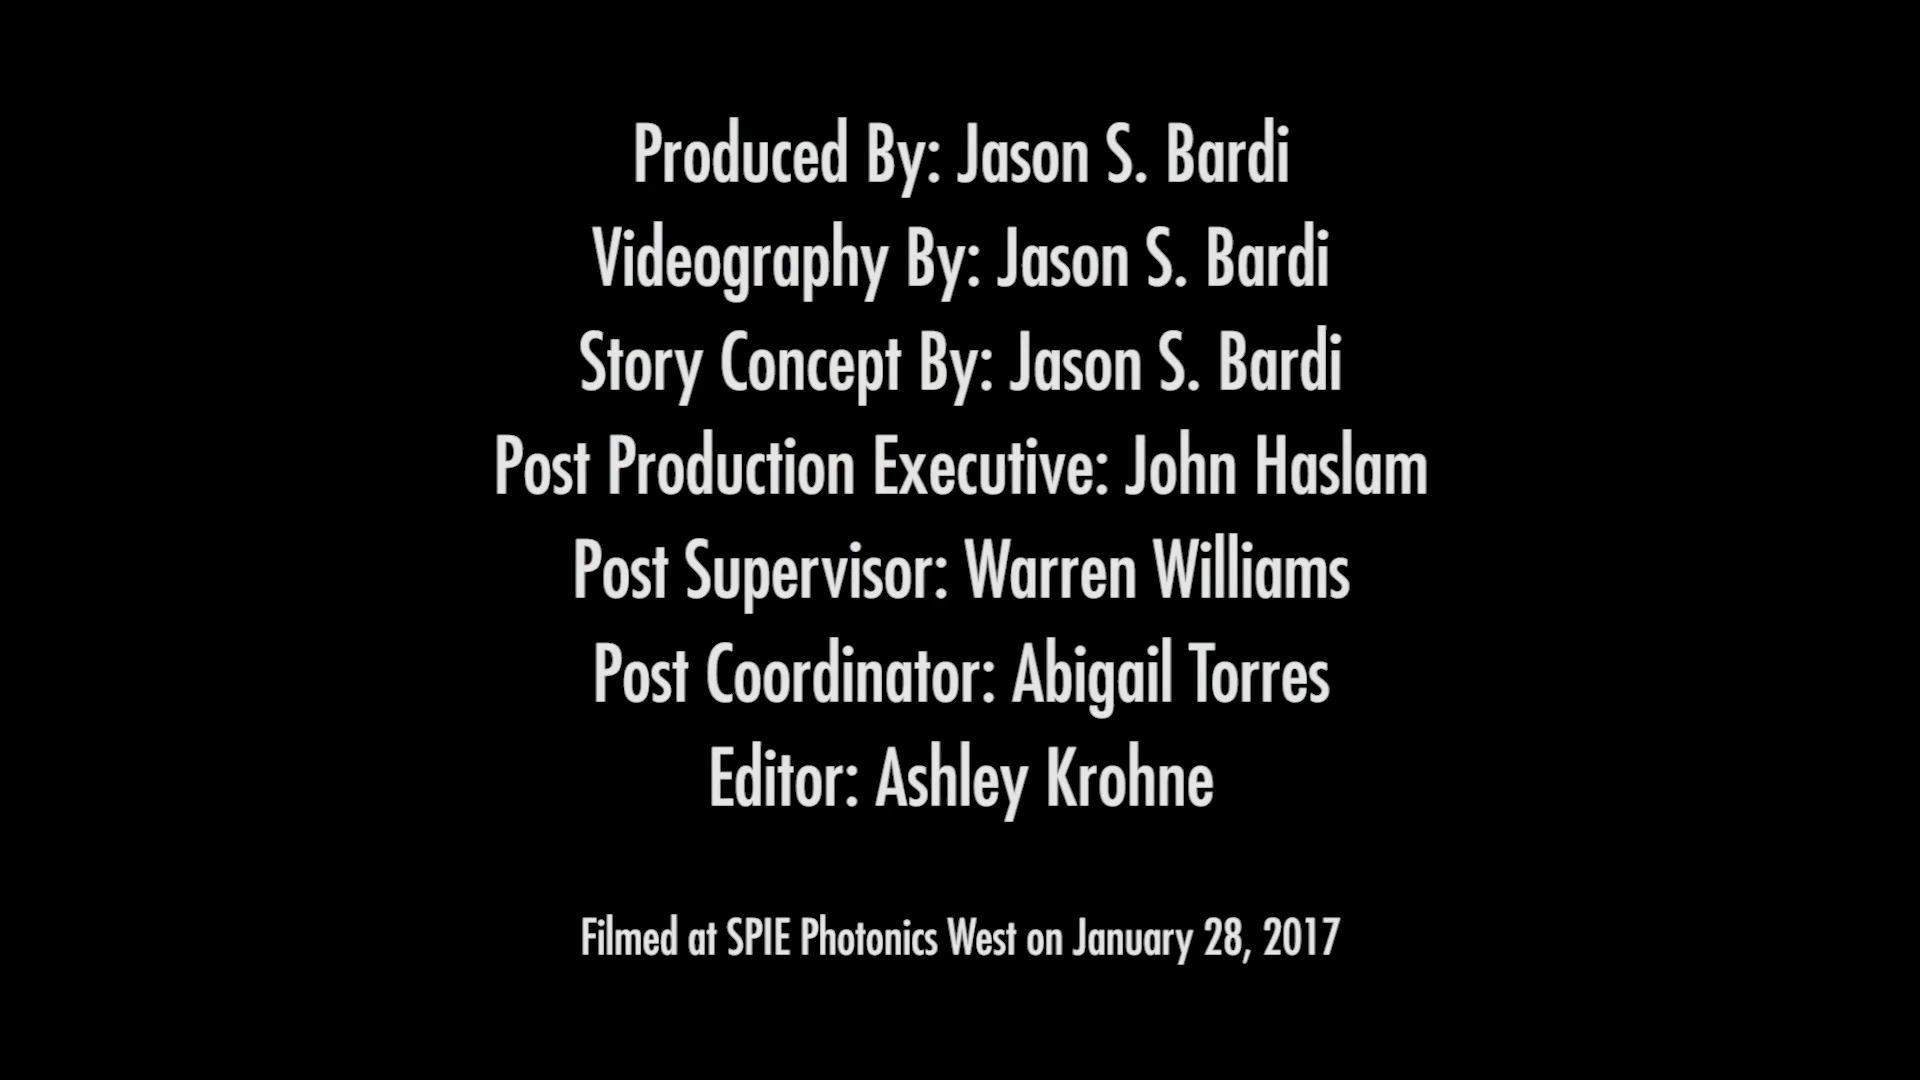 Produced By: Jason S. Bardi
Videography By: Jason S. Bardi
Story Concept By: Jason S. Bardi
Post Production Executive: John Haslam
Post Supervisor: Warren Williams
Post Coordinator: Abigail Torres
Editor: Ashley Krohne
Filmed at SPIE Photonics West on January 28, 2017